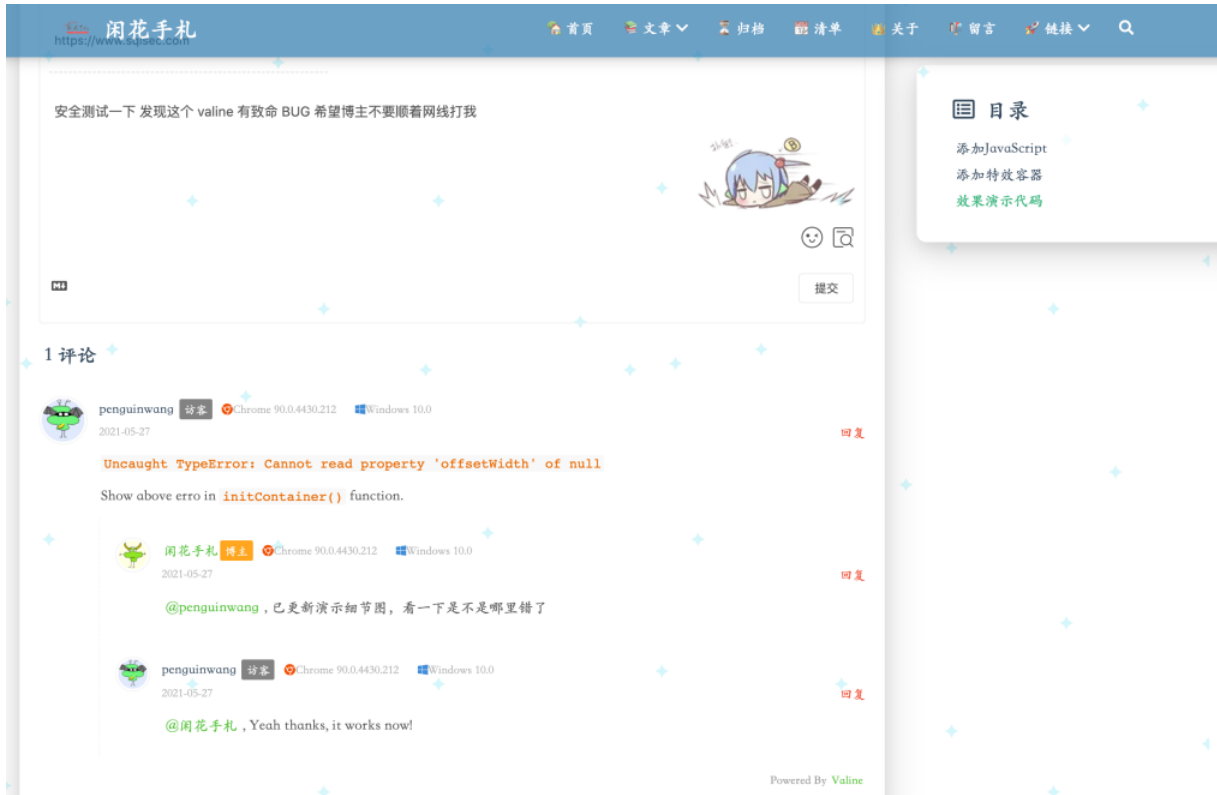 闲花手札
首页 文章 归档 清单 关于 留言 链接
https://www.sqlsec.com
安全测试一下 发现这个 valine 有致命 BUG 希望博主不要顺着网线打我
提交
目录
添加JavaScript
添加特效容器
效果演示代码
1 评论
penguinwang 访客 Chrome 90.0.4430.212 Windows 10.0
2021-05-27
回复
Uncaught TypeError: Cannot read property 'offsetWidth' of null
Show above erro in initContainer() function.
闲花手札 博主 Chrome 90.0.4430.212 Windows 10.0
2021-05-27
回复
@penguinwang , 已更新演示细节图，看一下是不是哪里错了
penguinwang 访客 Chrome 90.0.4430.212 Windows 10.0
2021-05-27
回复
@闲花手札 , Yeah thanks, it works now!
Powered By Valine